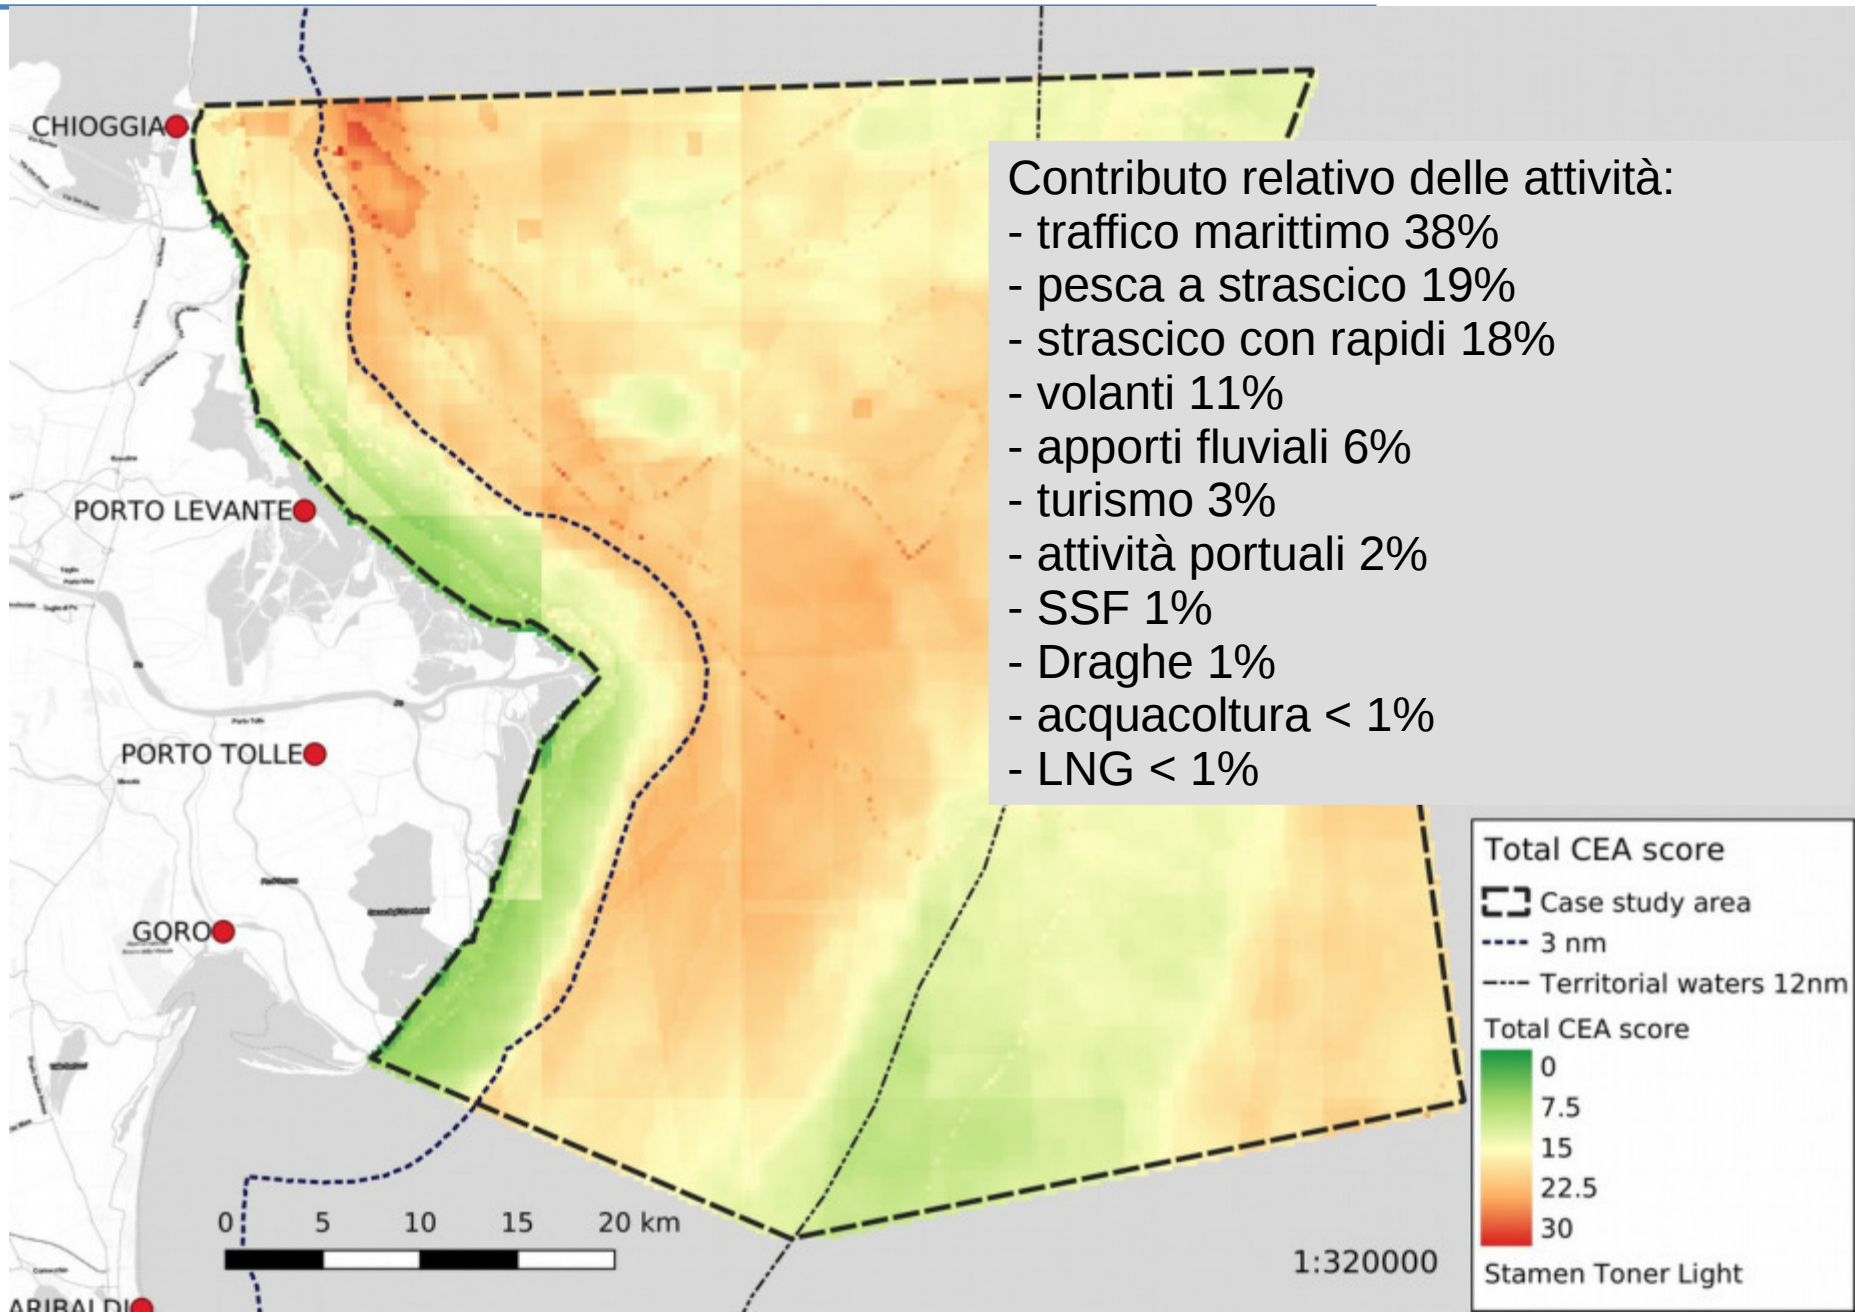 CHIOGGIA
PORTO LEVANTE
PORTO TOLLE
GORO
ARIBALDI
Contributo relativo delle attività:
- traffico marittimo 38%
- pesca a strascico 19%
- strascico con rapidi 18%
- volanti 11%
- apporti fluviali 6%
- turismo 3%
- attività portuali 2%
- SSF 1%
- Draghe 1%
- acquacoltura < 1%
- LNG < 1%
Total CEA score
Case study area
3 nm
Territorial waters 12nm
Total CEA score
0
7.5
15
22.5
30
Stamen Toner Light
0 5 10 15 20 km
1:320000